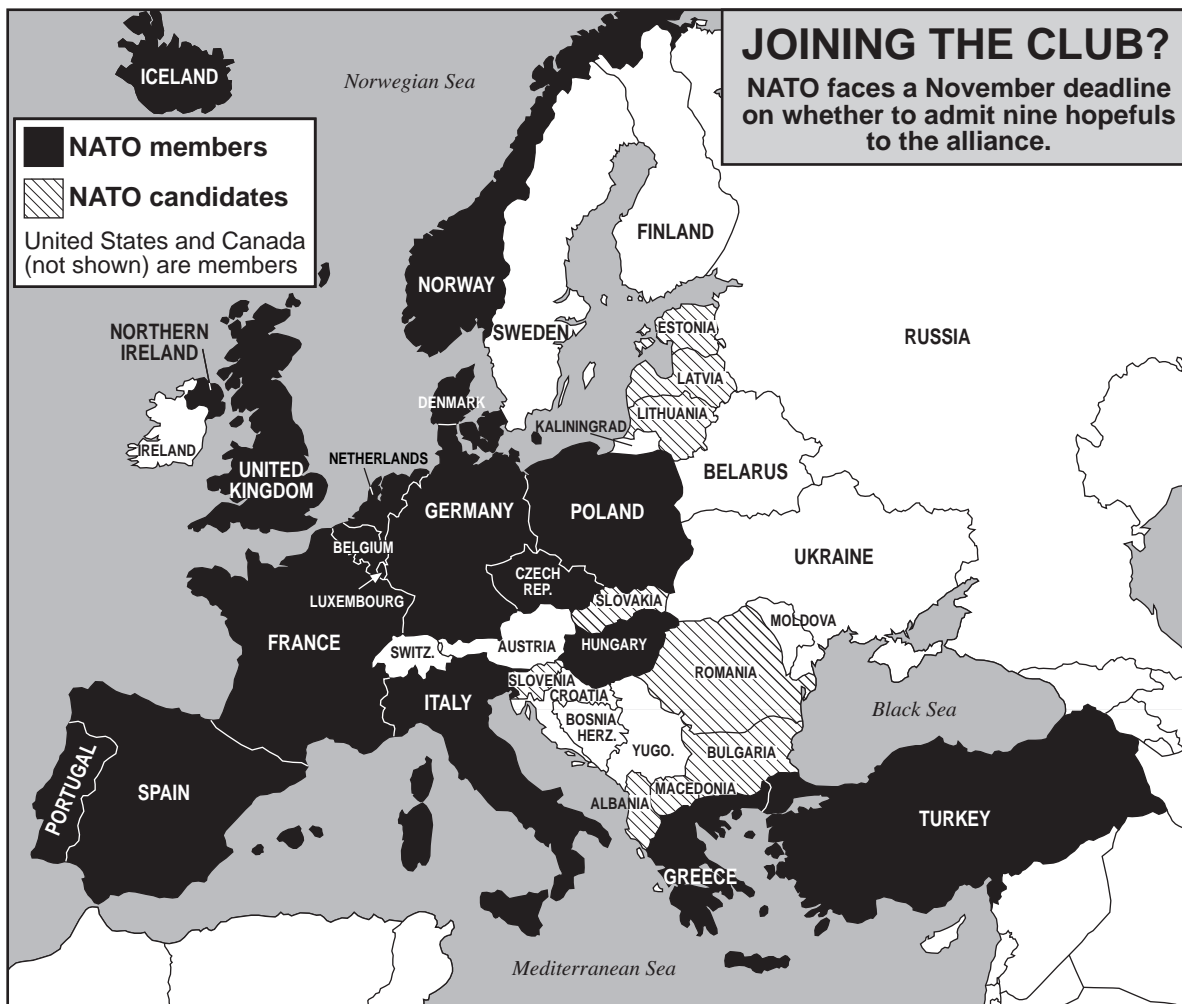 JOINING THE CLUB?
NATO faces a November deadline
on whether to admit nine hopefuls
to the alliance.
ICELAND
Norwegian Sea
NATO members
NATO candidates
United States and Canada
(not shown) are members
FINLAND
NORWAY
SWEDEN
ESTONIA
RUSSIA
NORTHERN
IRELAND
LATVIA
DENMARK
LITHUANIA
KALININGRAD
IRELAND
NETHERLANDS
UNITED
KINGDOM
BELARUS
GERMANY
POLAND
BELGIUM
UKRAINE
CZECH
REP.
LUXEMBOURG
SLOVAKIA
MOLDOVA
FRANCE
SWITZ.
AUSTRIA
HUNGARY
ROMANIA
SLOVENIA
CROATIA
ITALY
BOSNIA
HERZ.
YUGO.
Black Sea
BULGARIA
PORTUGAL
SPAIN
MACEDONIA
ALBANIA
TURKEY
GREECE
Mediterranean Sea